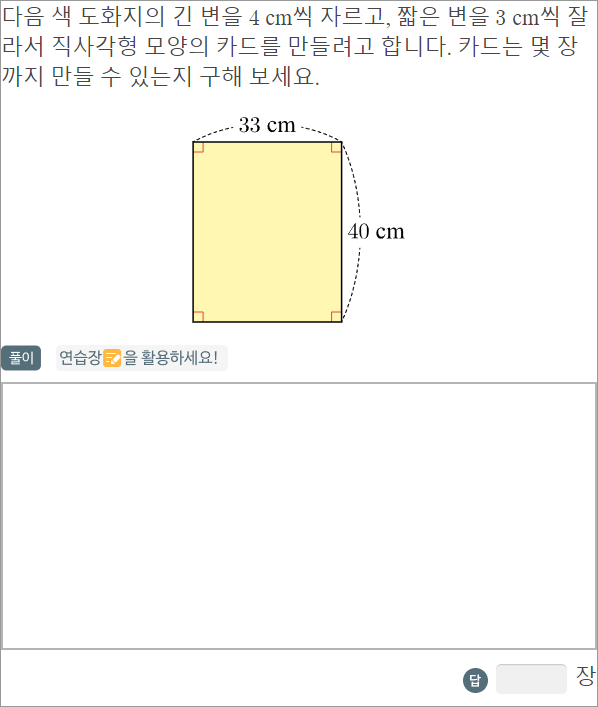 다음 색 도화지의 긴 변을 4 cm씩 자르고, 짧은 변을 3 cm씩 잘
라서 직사각형 모양의 카드를 만들려고 합니다. 카드는 몇 장
까지 만들 수 있는지 구해 보세요.
33 cm
40 cm
풀이 연습장을 활용하세요!
답 장